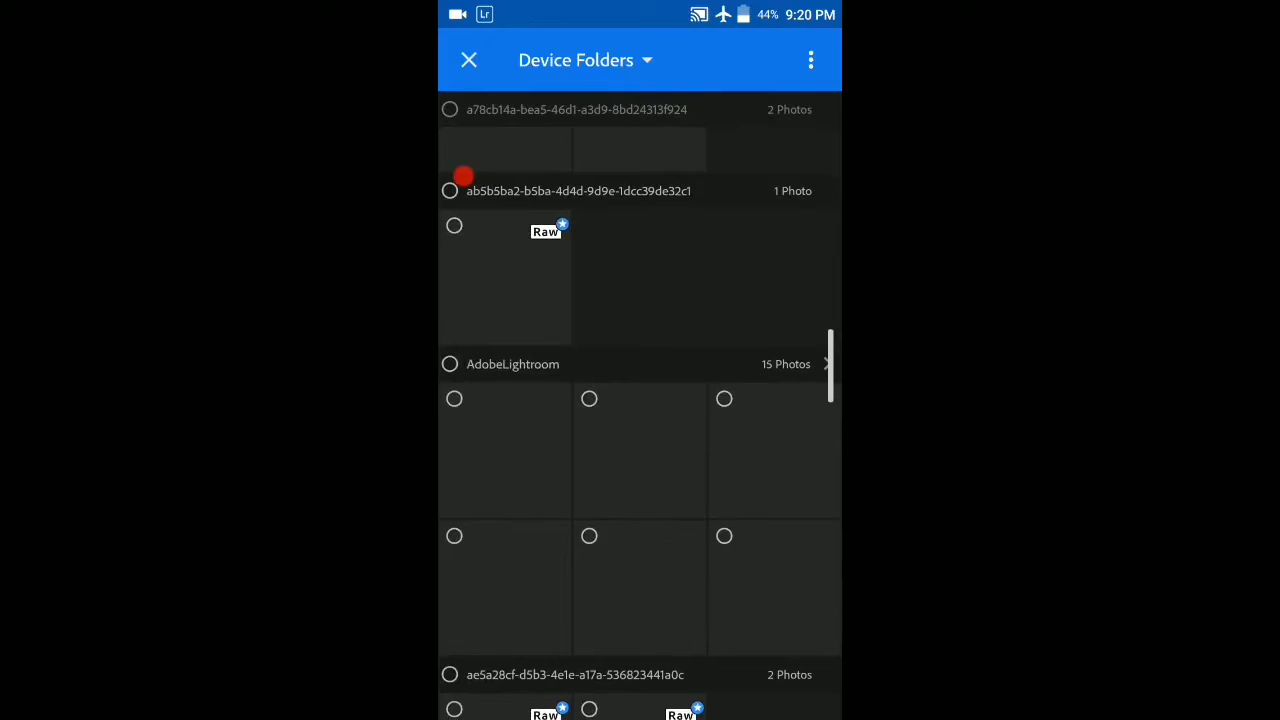 Lr 44% 9:20 PM
Device Folders
a78cb14a-bea5-46d1-a3d9-8bd24313f924 2 Photos
ab5b5ba2-b5ba-4d4d-9d9e-1dcc39de32c1 1 Photo
Raw
AdobeLightroom 15 Photos
ae5a28cf-d5b3-4e1e-a17a-536823441a0c 2 Photos
Raw Raw